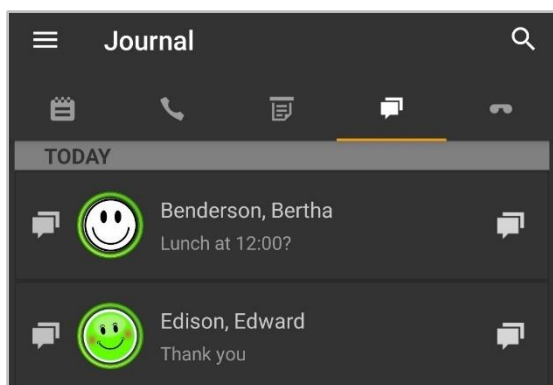 Journal
TODAY
Benderson, Bertha
Lunch at 12:00?
Edison, Edward
Thank you